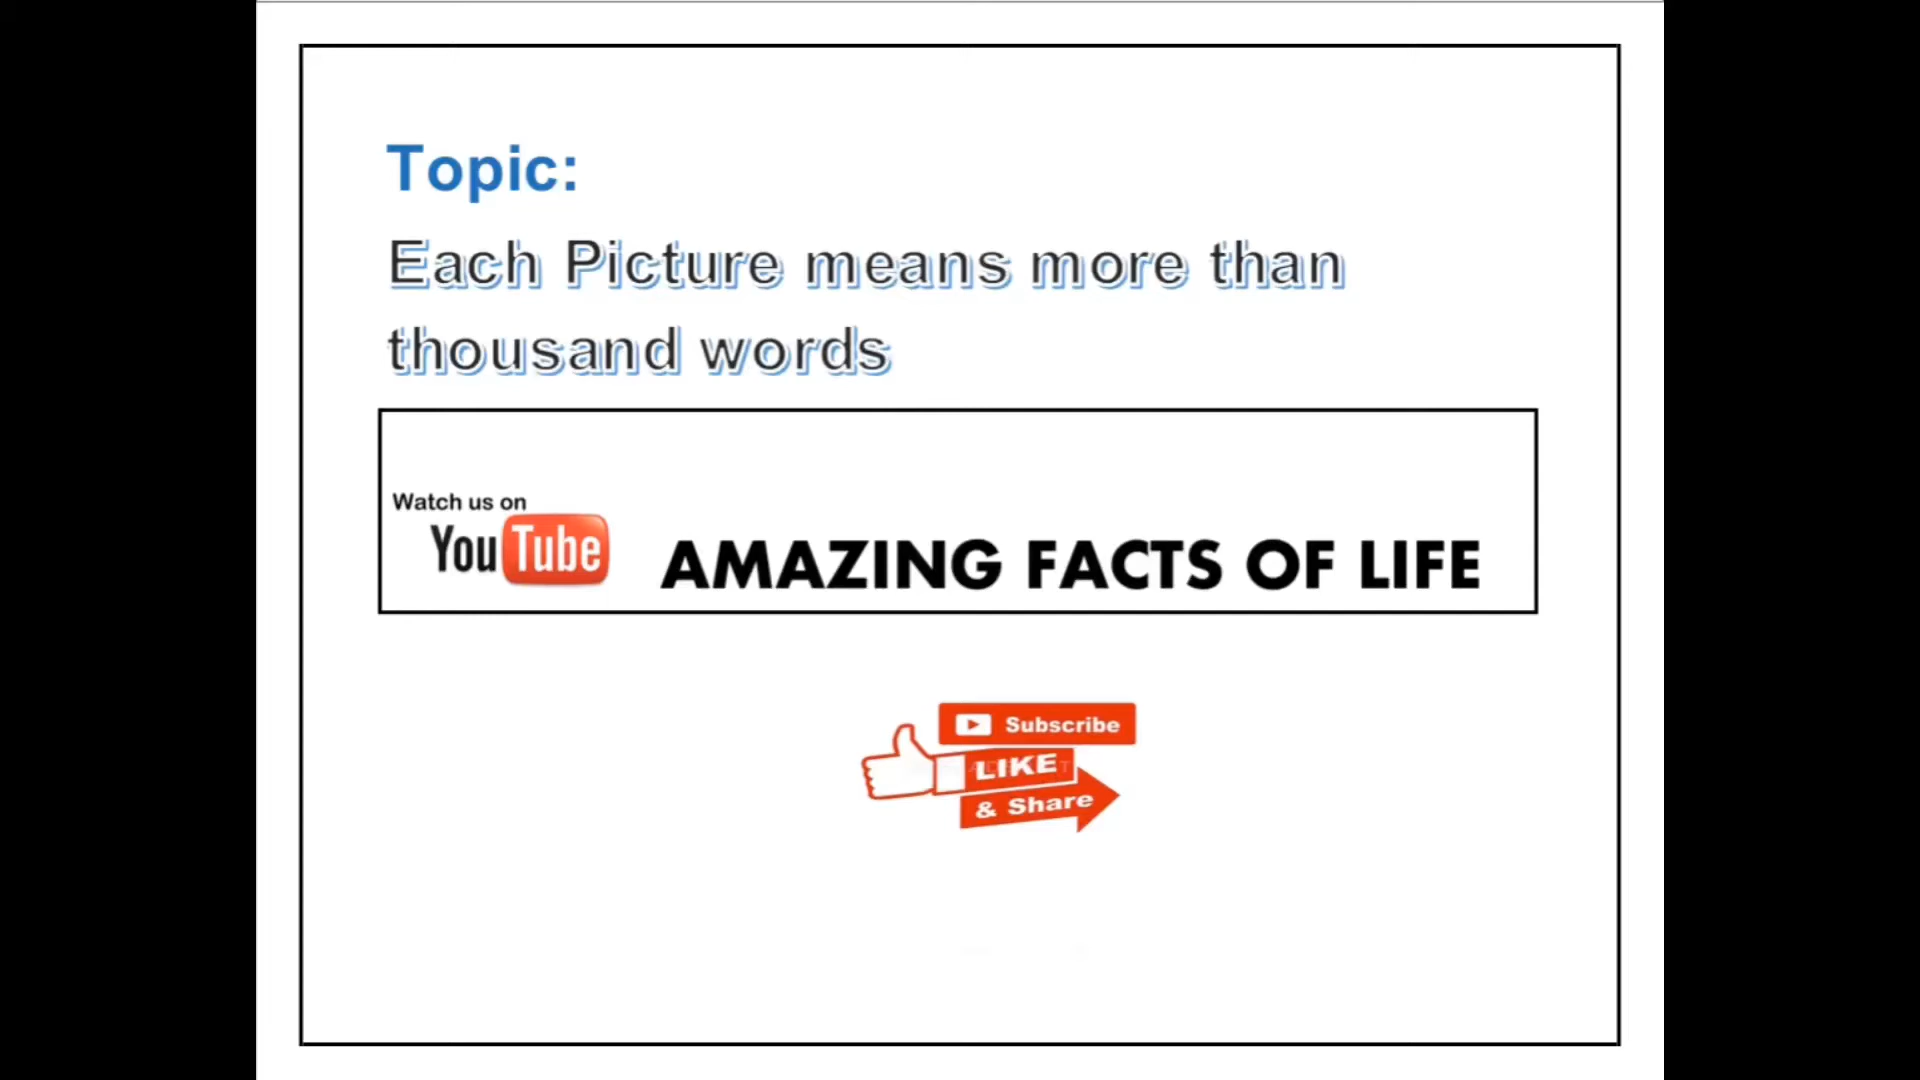 Topic:
Each Picture means more than
thousand words
Watch us on
YouTube
AMAZING FACTS OF LIFE
Subscribe
LIKE
& Share